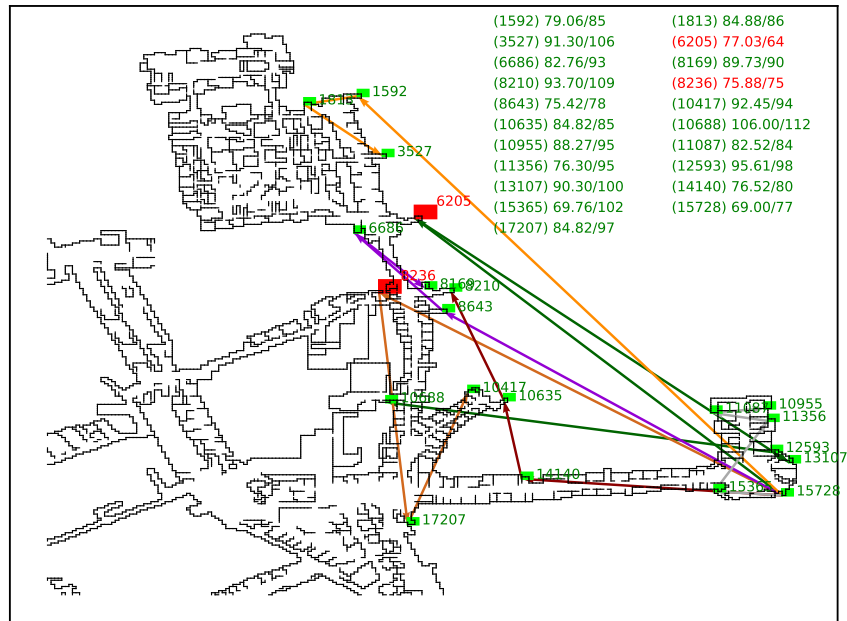 (1592) 79.06/85 (1813) 84.88/86
(3527) 91.30/106 (6205) 77.03/64
(6686) 82.76/93 (8169) 89.73/90
(8210) 93.70/109 (8236) 75.88/75
(8643) 75.42/78 (10417) 92.45/94
(10635) 84.82/85 (10688) 106.00/112
(10955) 88.27/95 (11087) 82.52/84
(11356) 76.30/95 (12593) 95.61/98
(13107) 90.30/100 (14140) 76.52/80
(15365) 69.76/102 (15728) 69.00/77
(17207) 84.82/97
1592
1813
3527
6205
6686
8236
8169
8210
8643
10417
10688
10635
10955
11087
11356
12593
13107
14140
15365
15728
17207